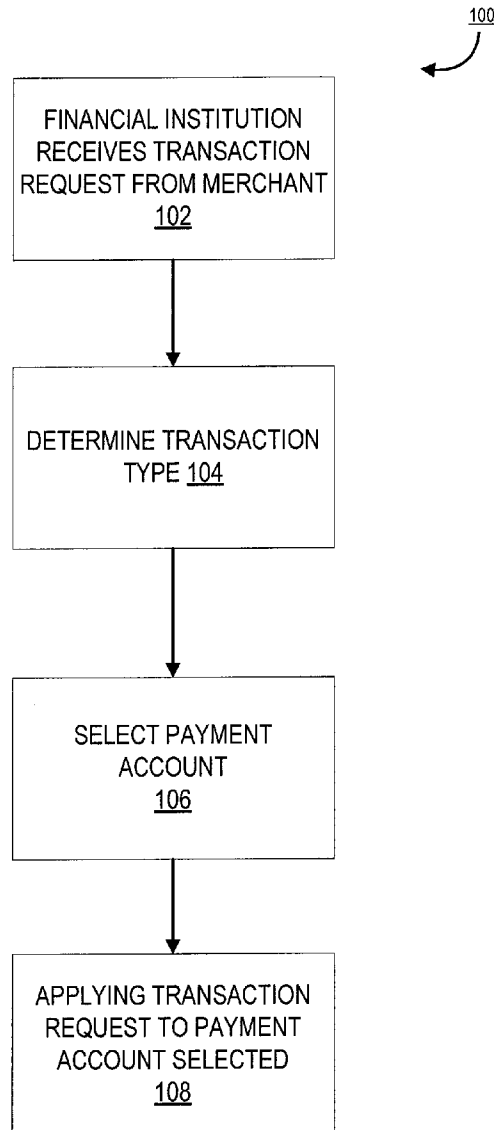 100
FINANCIAL INSTITUTION
RECEIVES TRANSACTION
REQUEST FROM MERCHANT
102
DETERMINE TRANSACTION
TYPE 104
SELECT PAYMENT
ACCOUNT
106
APPLYING TRANSACTION
REQUEST TO PAYMENT
ACCOUNT SELECTED
108